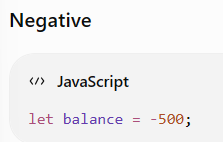 Negative
</> JavaScript
let balance = -500;